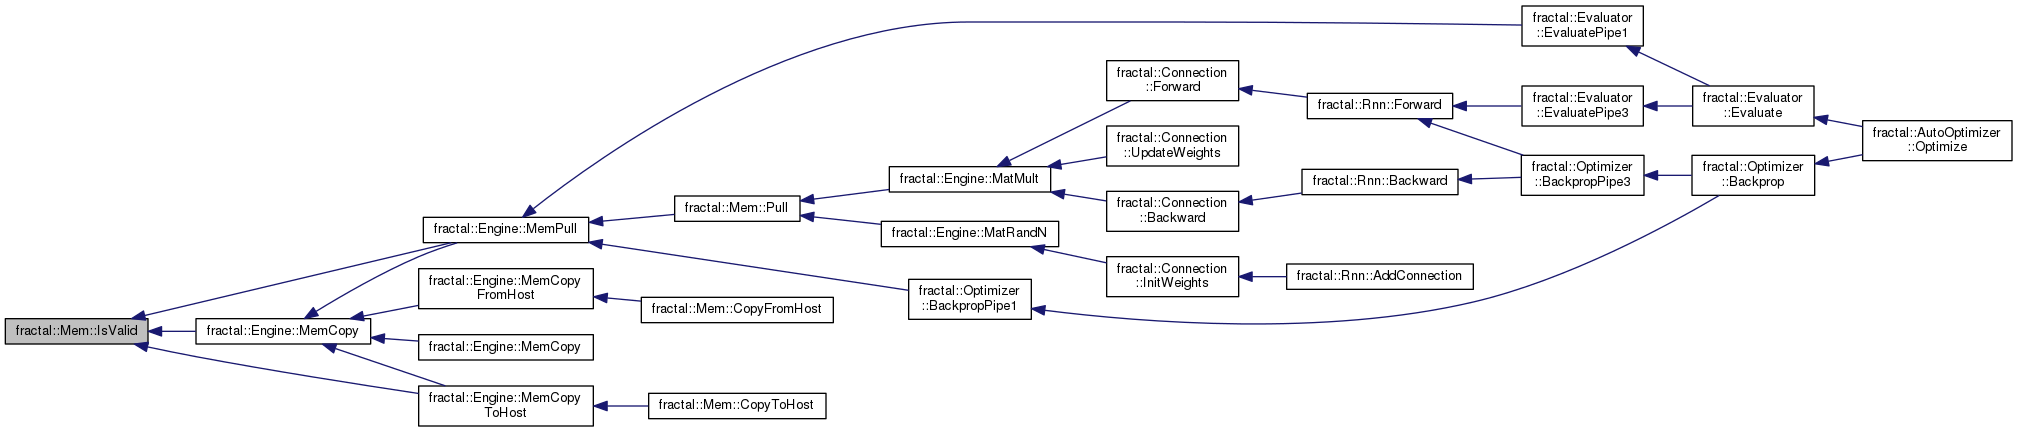 fractal::Mem::IsValid
fractal::Engine::MemPull
fractal::Engine::MemCopy
fractal::Engine::MemCopy
FromHost
fractal::Engine::MemCopy
fractal::Engine::MemCopy
ToHost
fractal::Mem::Pull
fractal::Mem::CopyFromHost
fractal::Mem::CopyToHost
fractal::Engine::MatMult
fractal::Engine::MatRandN
fractal::Optimizer
::BackpropPipe1
fractal::Connection
::Forward
fractal::Connection
::UpdateWeights
fractal::Connection
::Backward
fractal::Connection
::InitWeights
fractal::Rnn::Forward
fractal::Rnn::Backward
fractal::Rnn::AddConnection
fractal::Evaluator
::EvaluatePipe1
fractal::Evaluator
::EvaluatePipe3
fractal::Optimizer
::BackpropPipe3
fractal::Evaluator
::Evaluate
fractal::Optimizer
::Backprop
fractal::AutoOptimizer
::Optimize